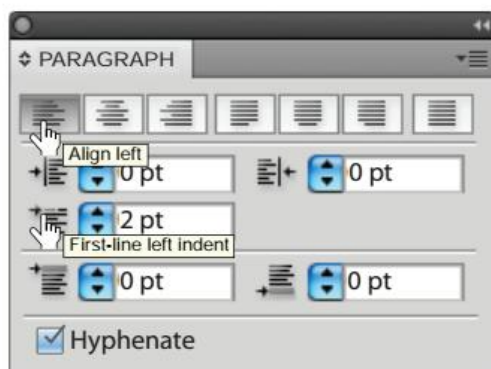 PARAGRAPH
Align left
0 pt
0 pt
2 pt
First-line left indent
0 pt
0 pt
Hyphenate